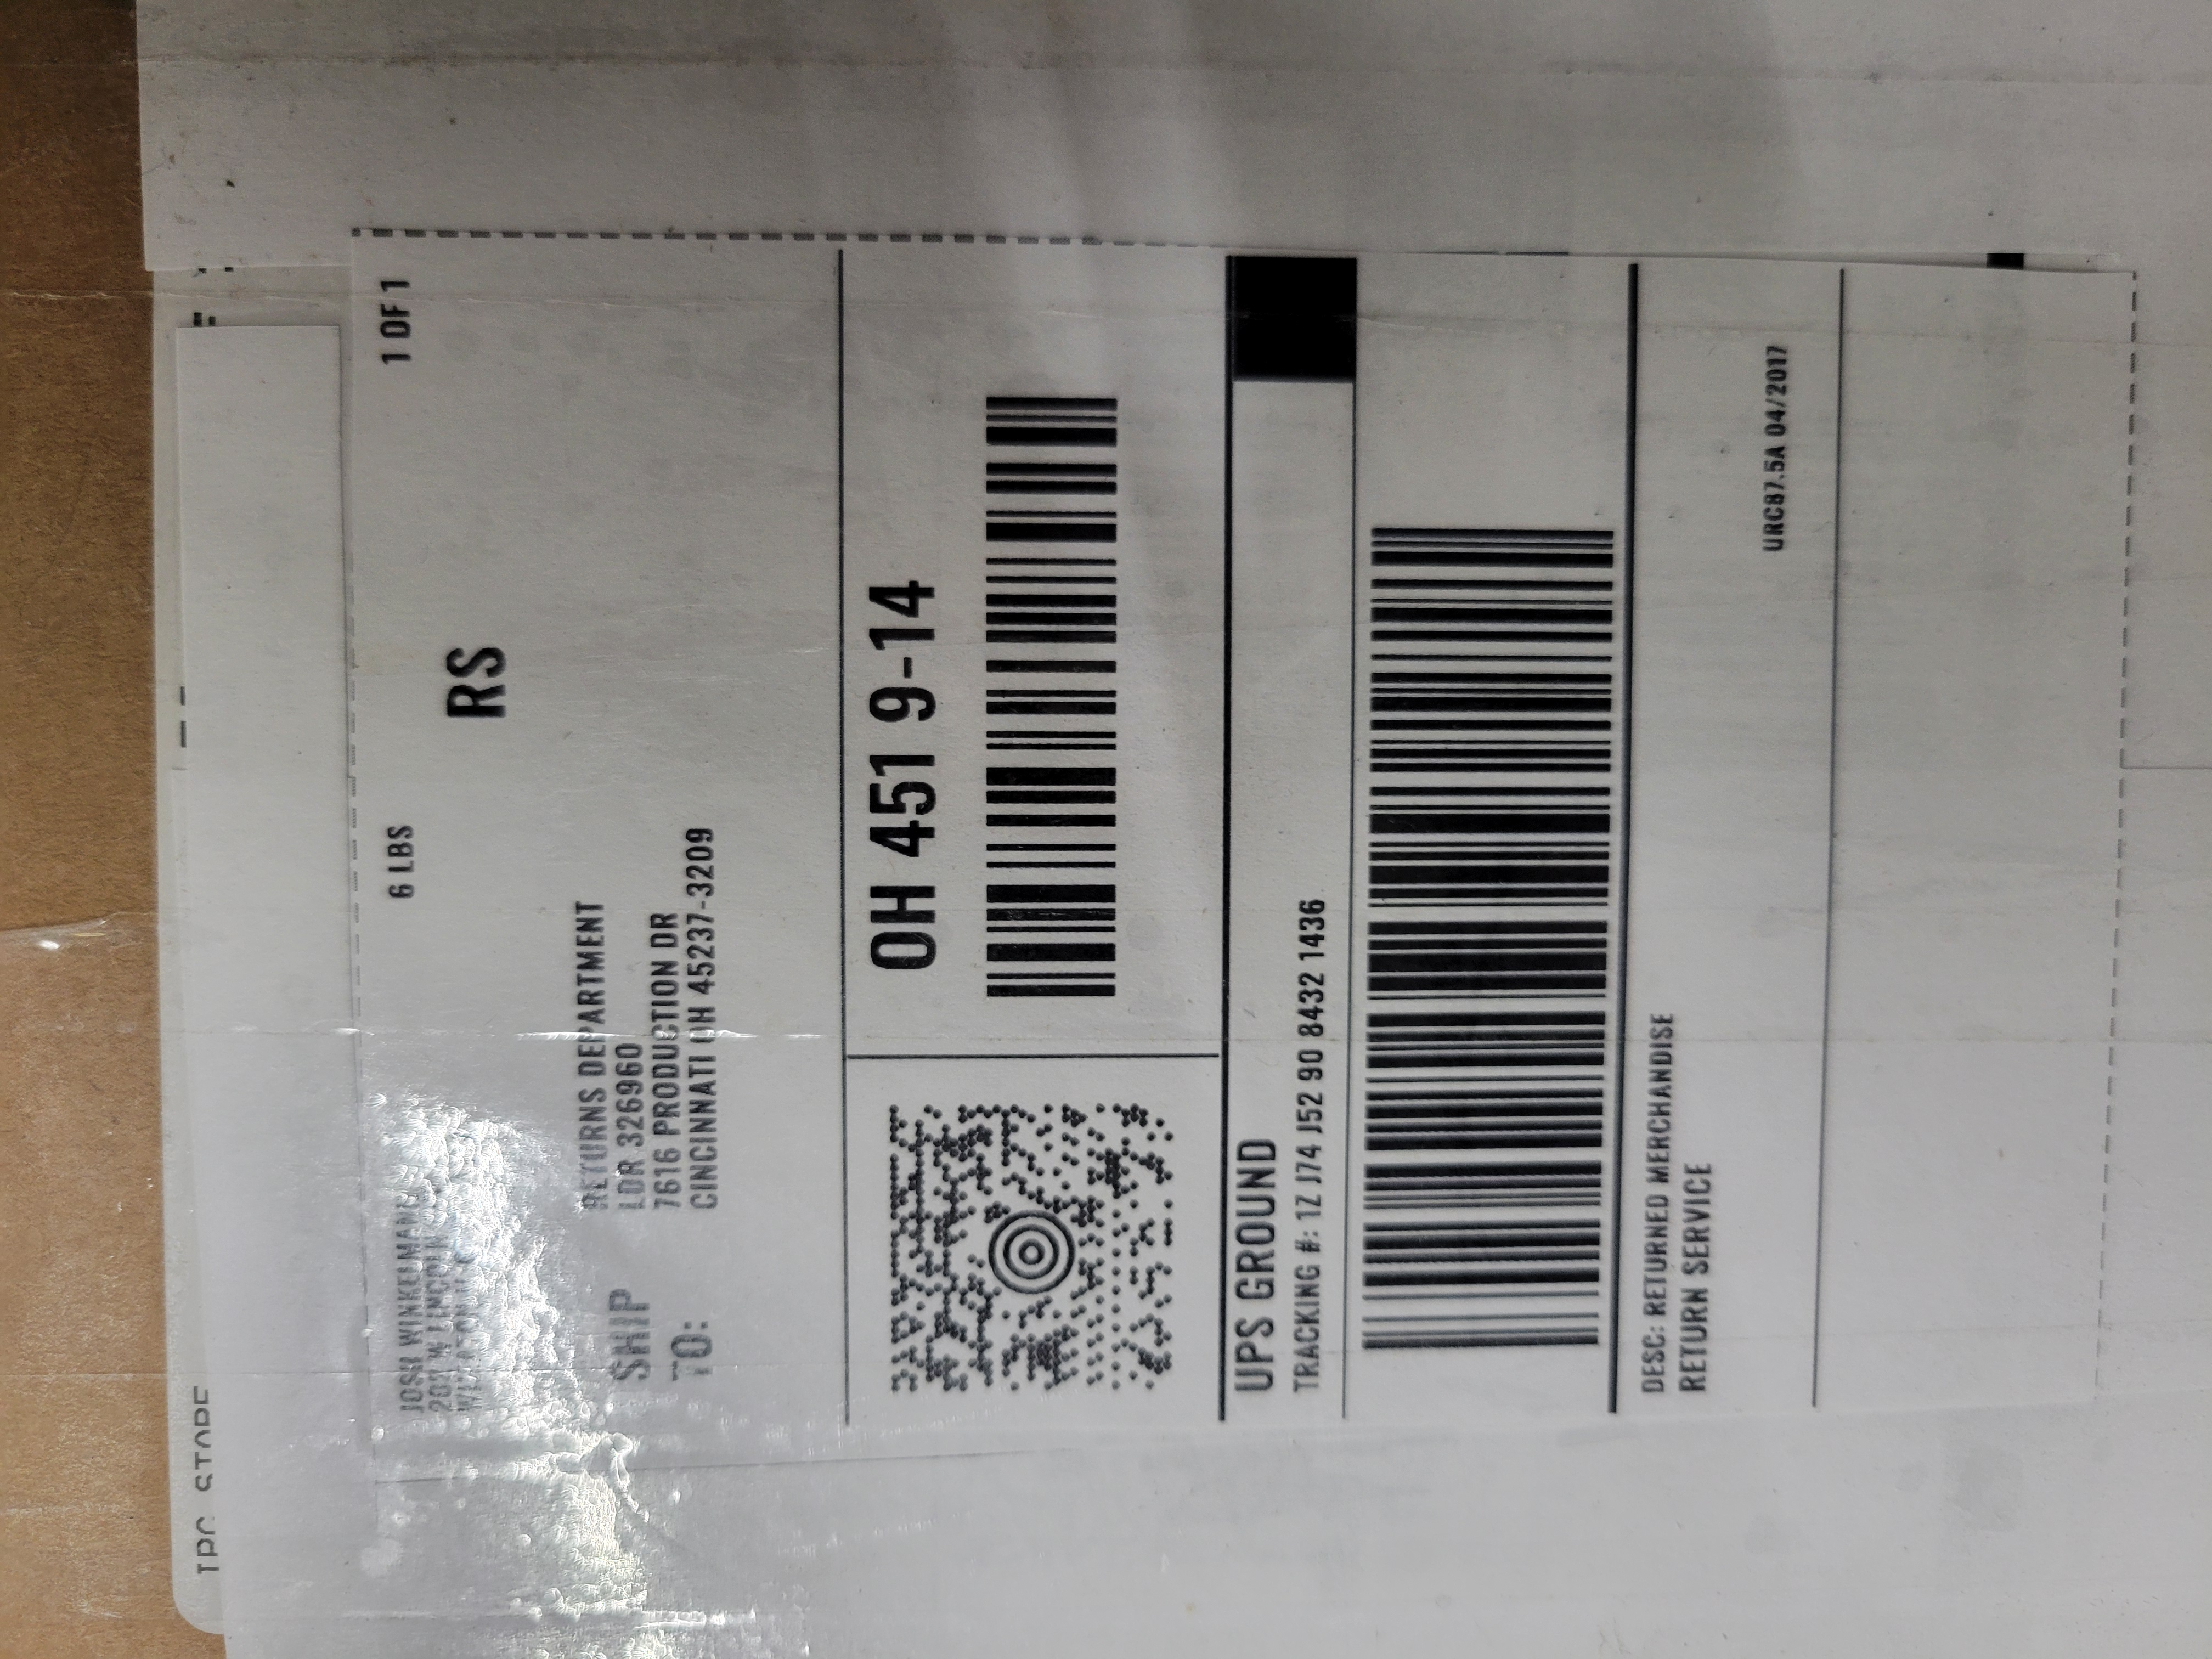 JOSH WINKELMANN
6 LBS
1 OF 1
RS
SHIP
TO:
RETURNS DEPARTMENT
LDR 326960
7616 PRODUCTION DR
CINCINNATI OH 45237-3209
OH 451 9-14
UPS GROUND
TRACKING #: 1Z J74 J52 90 8432 1436
DESC: RETURNED MERCHANDISE
RETURN SERVICE
URC87.5A 04/2017